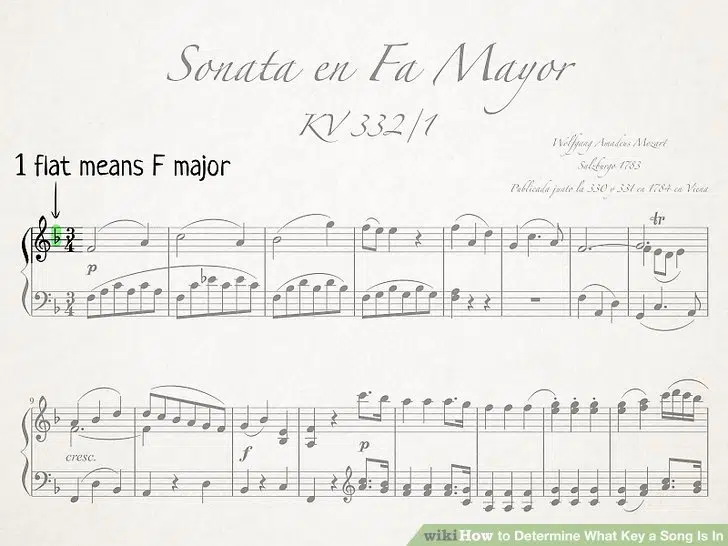 Sonata en Fa Mayor
KV 332/1
Wolfgang Amadeus Mozart
Salzburgo 1783
Publicada junto la 330 y 331 en 1784 en Viena
1 flat means F major
3
4
tr
p
3
4
9
cresc.
f
p
wikiHow to Determine What Key a Song Is In